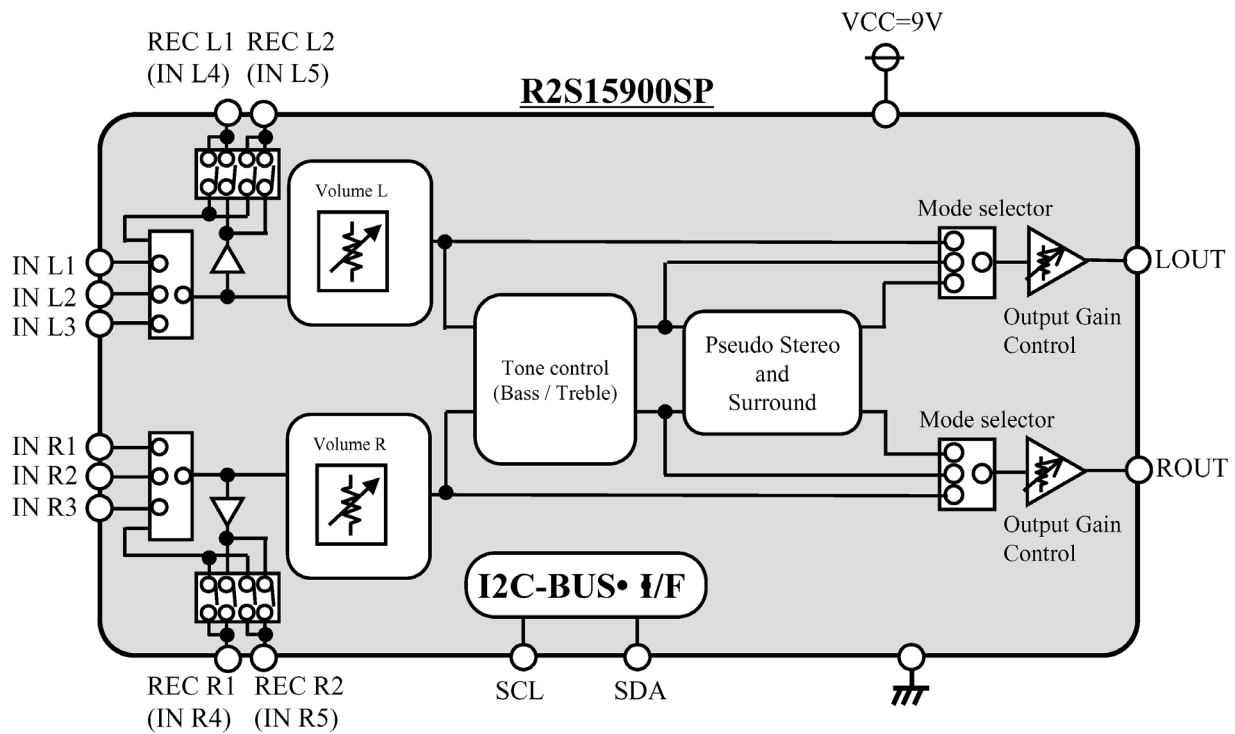 VCC=9V
REC L1 REC L2
(IN L4) (IN L5)
R2S15900SP
Volume L
Mode selector
IN L1
IN L2
IN L3
LOUT
Output Gain
Control
Tone control
(Bass / Treble)
Pseudo Stereo
and
Surround
Mode selector
IN R1
IN R2
IN R3
Volume R
ROUT
Output Gain
Control
I2C-BUS• I/F
REC R1 REC R2
(IN R4) (IN R5)
SCL
SDA